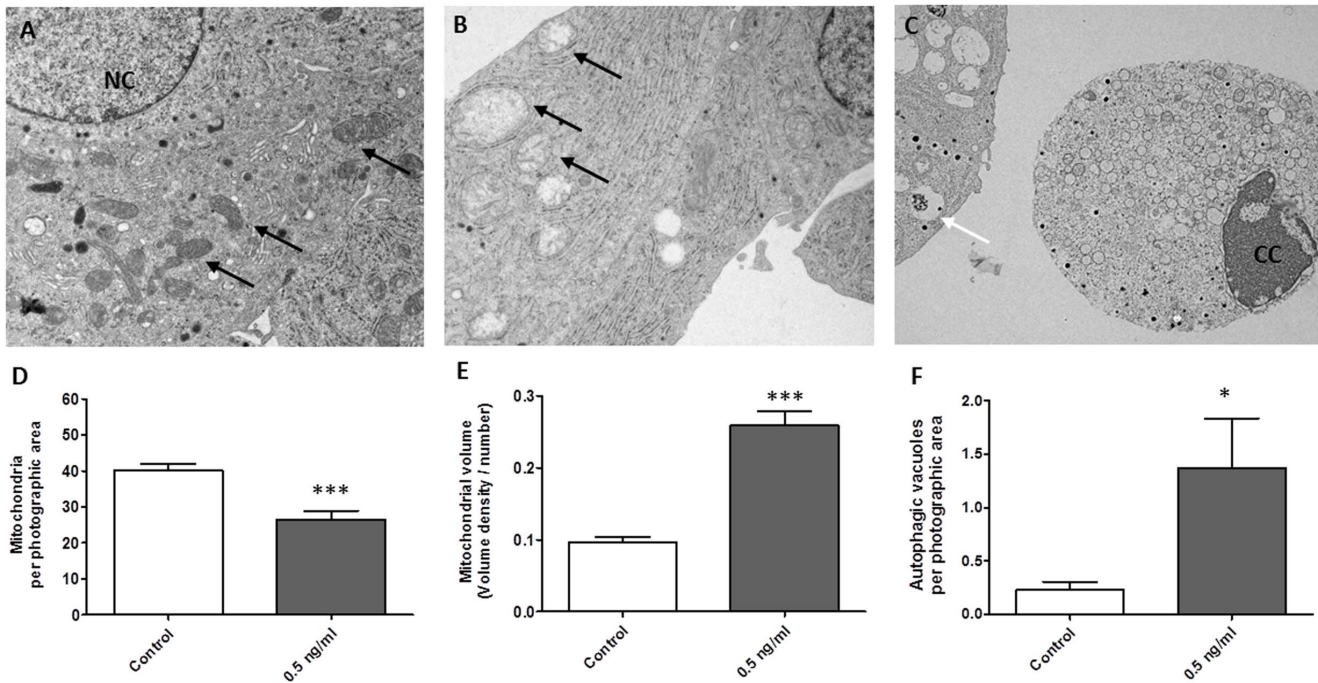 A
NC
B
C
CC
D
Mitochondria
per photographic area
60
50
40
30
20
10
0
***
Control
0.5 ng/ml
E
Mitochondrial volume
(Volume density / number)
0.3
0.2
0.1
0.0
***
Control
0.5 ng/ml
F
Autophagic vacuoles
per photographic area
2.0
1.5
1.0
0.5
0.0
*
Control
0.5 ng/ml